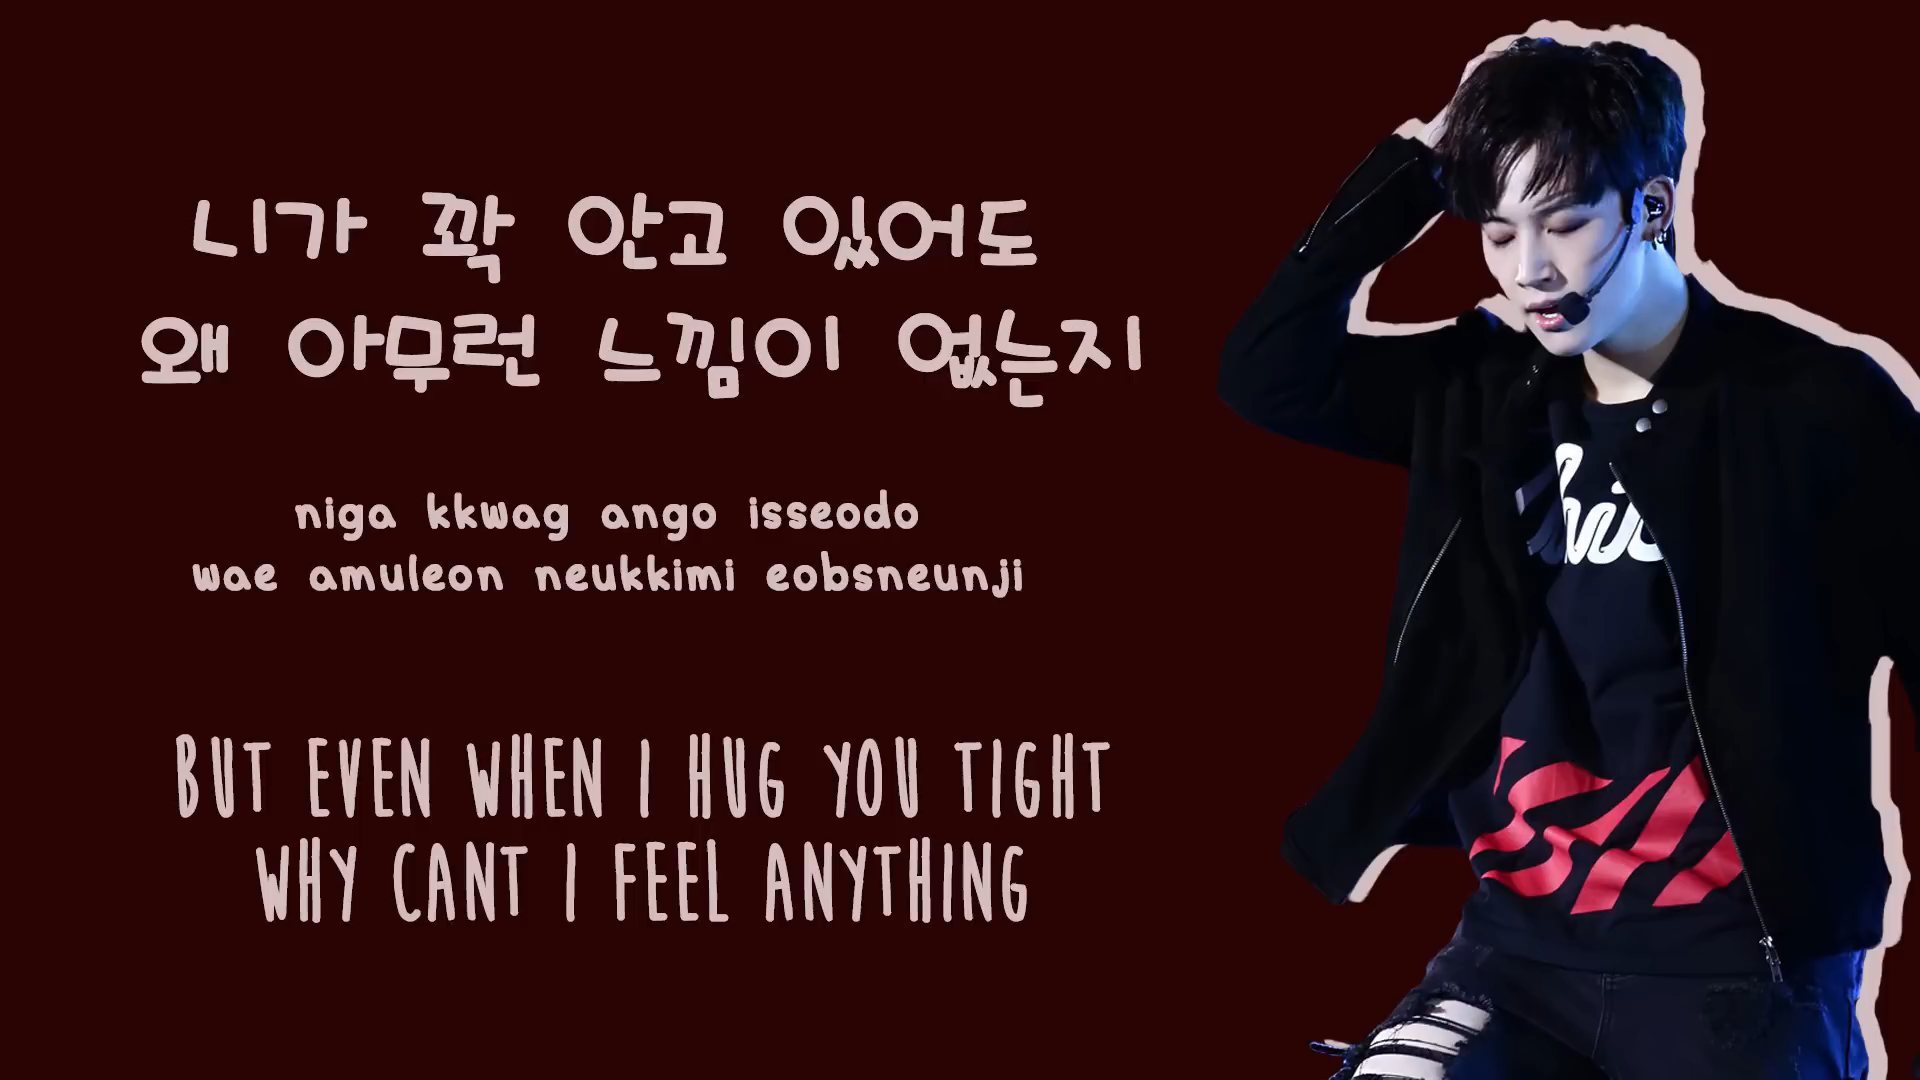 니가 꽉 안고 있어도
왜 아무런 느낌이 없는지
niga kkwag ango isseodo
wae amuleon neukkimi eobsneunji
BUT EVEN WHEN I HUG YOU TIGHT
WHY CANT I FEEL ANYTHING